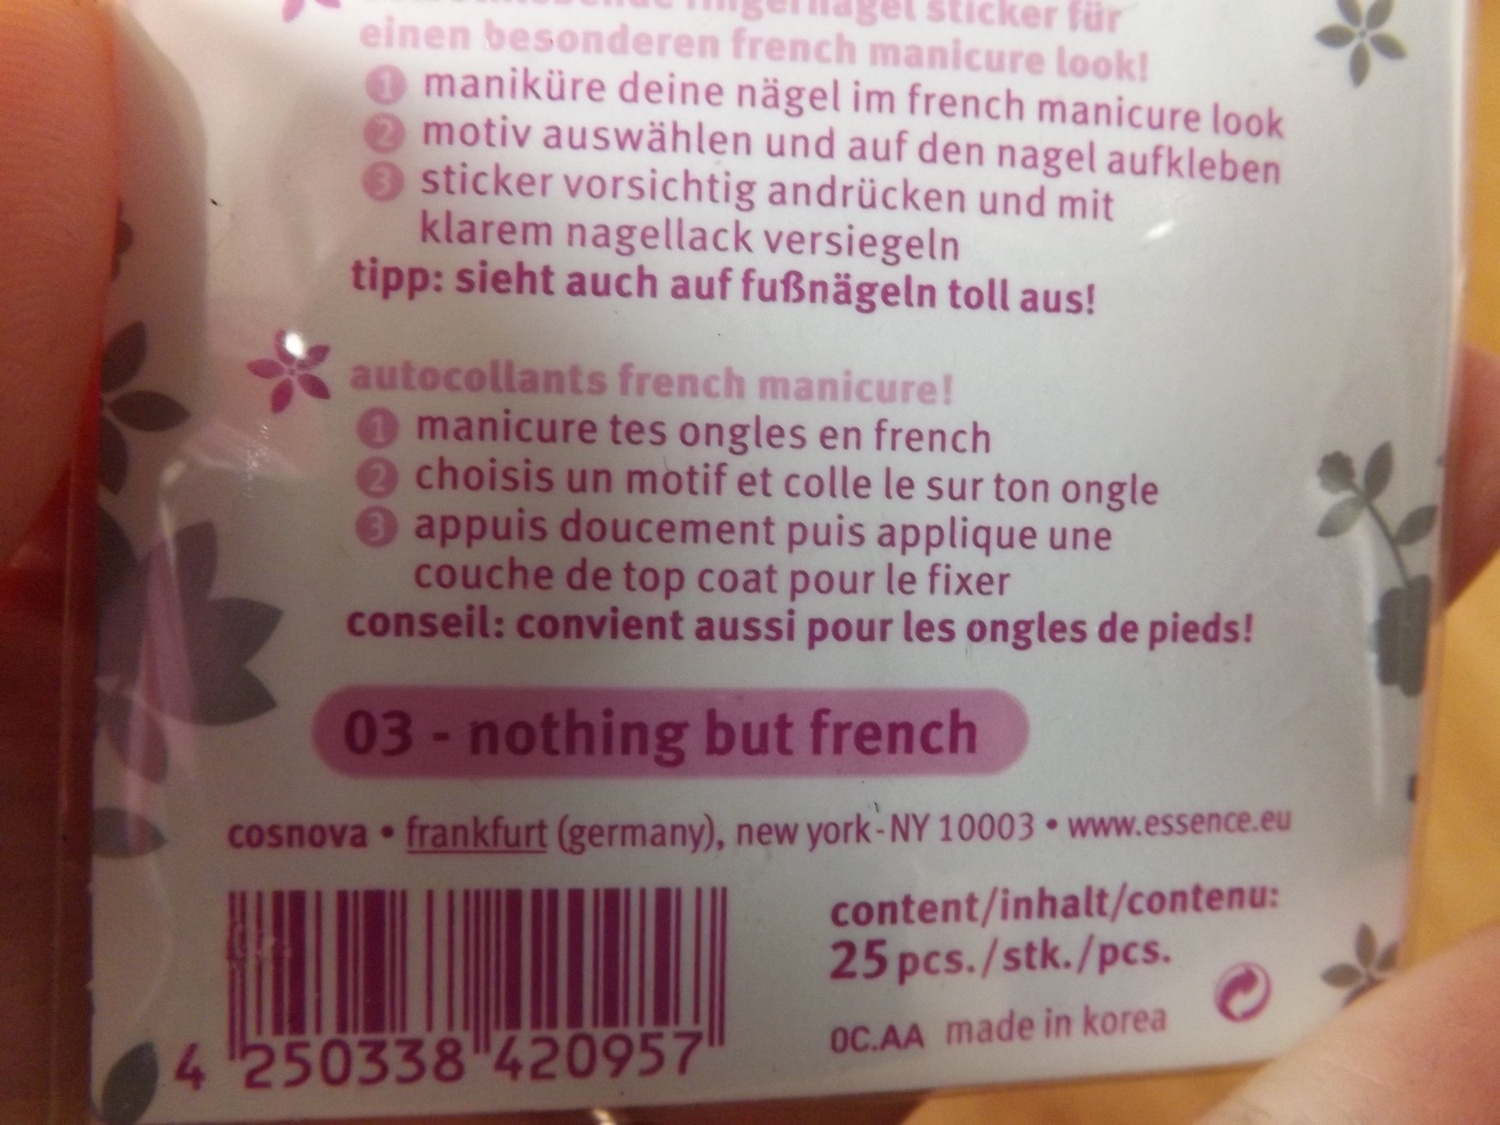 fingernägel sticker für
einen besonderen french manicure look!
1 maniküre deine nägel im french manicure look
2 motiv auswählen und auf den nagel aufkleben
3 sticker vorsichtig andrücken und mit
klarem nagellack versiegeln
tipp: sieht auch auf fußnägeln toll aus!
autocollants french manicure!
1 manicure tes ongles en french
2 choisis un motif et colle le sur ton ongle
3 appuis doucement puis applique une
couche de top coat pour le fixer
conseil: convient aussi pour les ongles de pieds!
03 - nothing but french
cosnova • frankfurt (germany), new york-NY 10003 • www.essence.eu
content/inhalt/contenu:
25 pcs./stk./pcs.
0C.AA made in korea
4 250338 420957